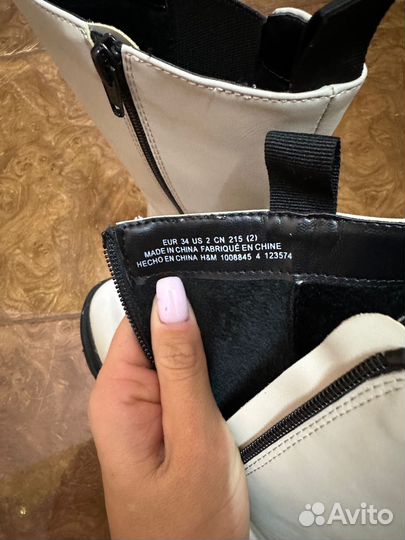 EUR 34 US 2 CN 215 (2)
MADE IN CHINA FABRIQUÉ EN CHINE
HECHO EN CHINA H&M 1008845 4 123574
Avito